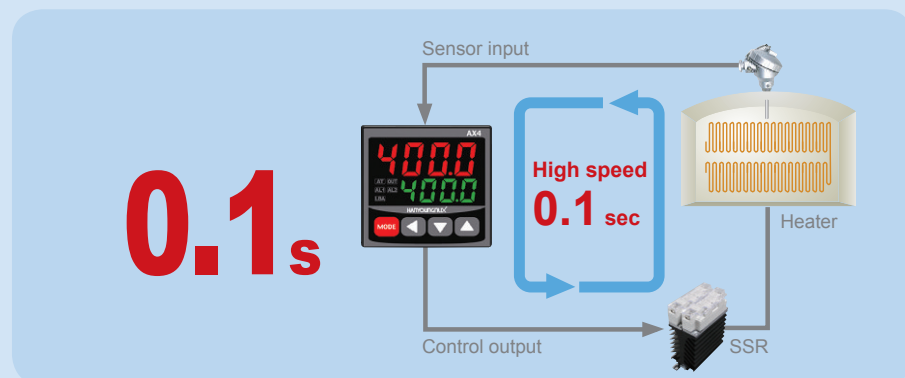 Sensor input
AX4
400.0
AT OUT
AL1 AL2
LBA
400.0
HANYOUNGNUX
MODE
0.1s
High speed
0.1 sec
Heater
Control output
SSR